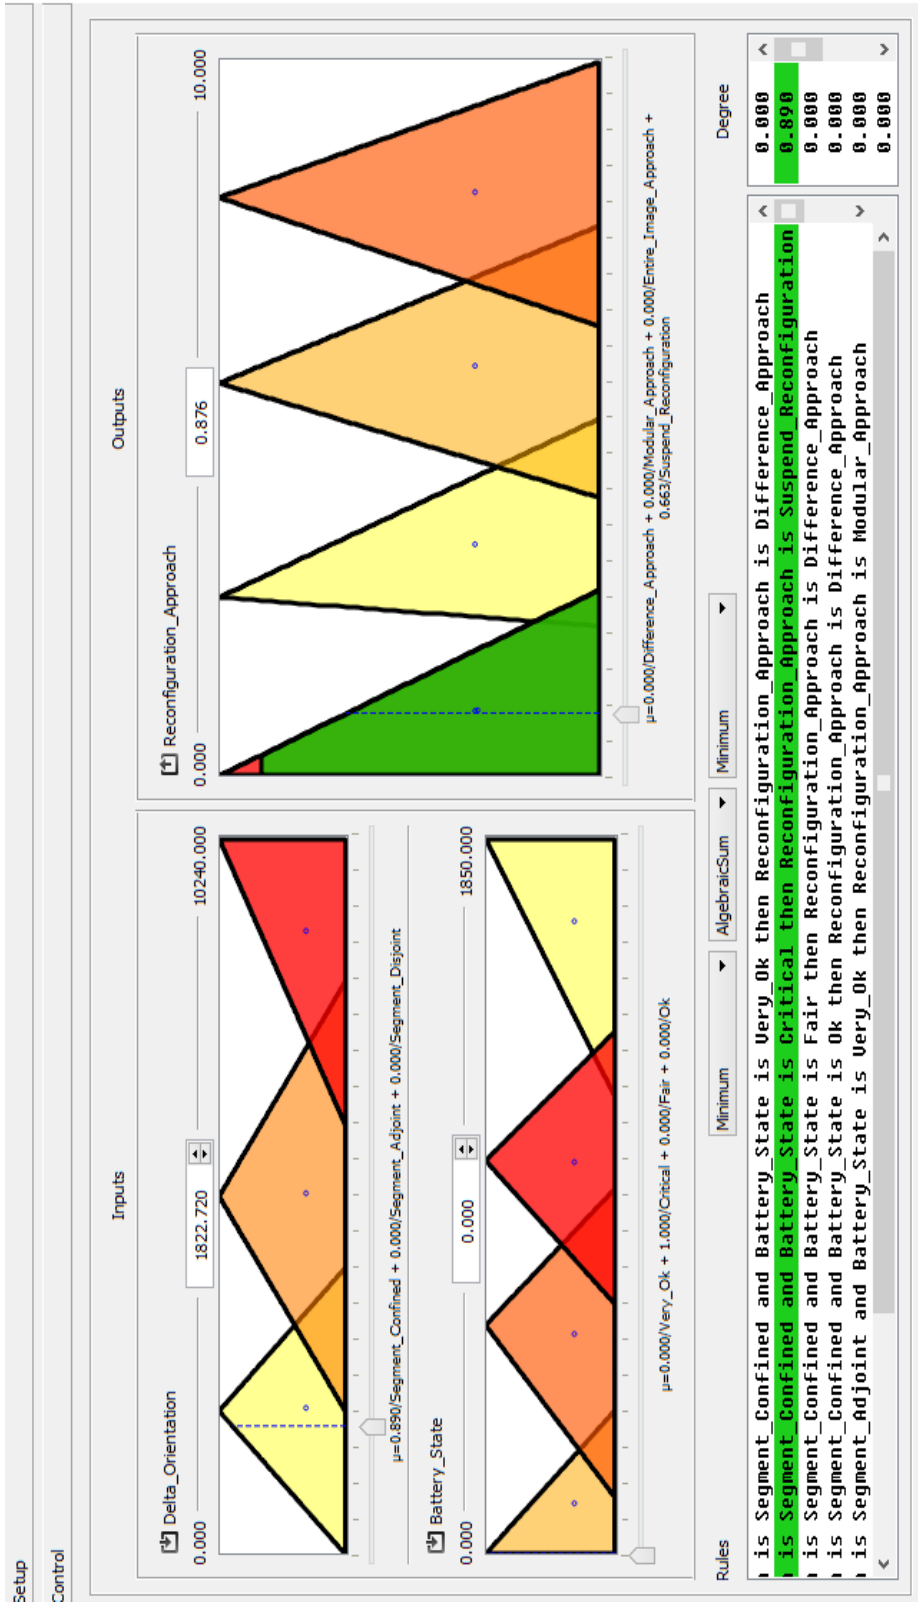 Setup
Control
Inputs
Delta_Orientation
0.000
1822.720
10240.000
μ=0.890/Segment_Confined + 0.000/Segment_Adjoint + 0.000/Segment_Disjoint
Battery_State
0.000
0.000
1850.000
μ=0.000/Very_Ok + 1.000/Critical + 0.000/Fair + 0.000/Ok
Outputs
Reconfiguration_Approach
0.000
0.876
10.000
μ=0.000/Difference_Approach + 0.000/Modular_Approach + 0.000/Entire_Image_Approach +
0.663/Suspend_Reconfiguration
Rules
Minimum
AlgebraicSum
Minimum
Degree
is Segment_Confined and Battery_State is Very_Ok then Reconfiguration_Approach is Difference_Approach
is Segment_Confined and Battery_State is Critical then Reconfiguration_Approach is Suspend_Reconfiguration
is Segment_Confined and Battery_State is Fair then Reconfiguration_Approach is Difference_Approach
is Segment_Confined and Battery_State is Ok then Reconfiguration_Approach is Difference_Approach
is Segment_Adjoint and Battery_State is Very_Ok then Reconfiguration_Approach is Modular_Approach
0.000
0.890
0.000
0.000
0.000
0.000